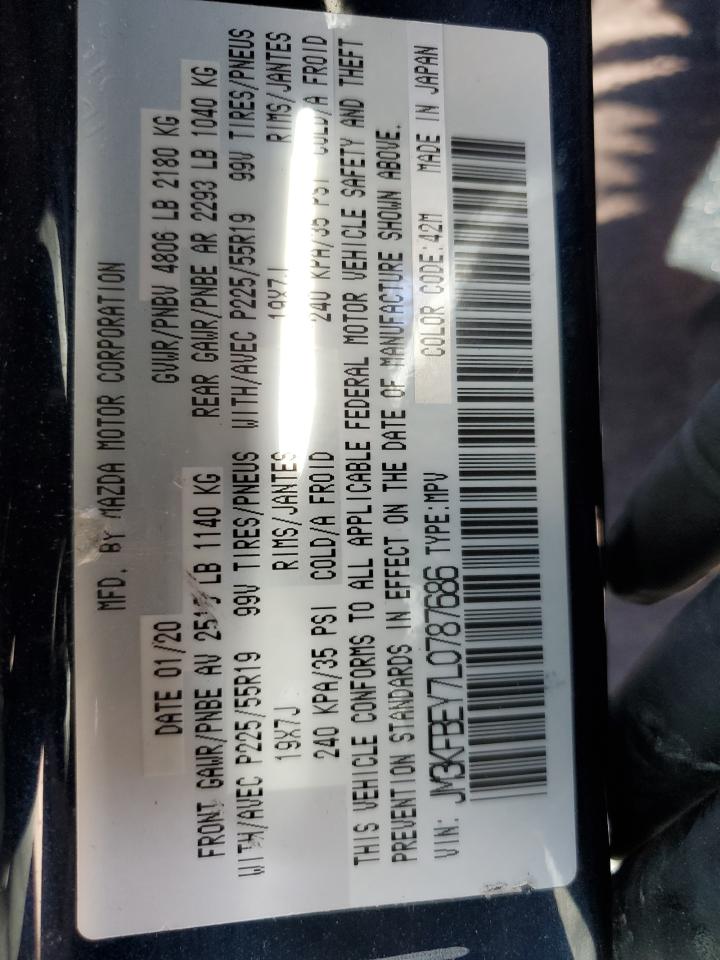 MFD. BY MAZDA MOTOR CORPORATION
DATE 01/20 GVWR/PNBV 4806 LB 2180 KG
FRONT GAWR/PNBE AV LB 1140 KG REAR GAWR/PNBE AR 2293 LB 1040 KG
WITH/AVEC P225/55R19 99V TIRES/PNEUS WITH/AVEC P225/55R19 99V TIRES/PNEUS
19X7J RIMS/JANTES 19X7J RIMS/JANTES
240 KPA/35 PSI COLD/A FROID 240 KPA/35 PSI COLD/A FROID
THIS VEHICLE CONFORMS TO ALL APPLICABLE FEDERAL MOTOR VEHICLE SAFETY AND THEFT
PREVENTION STANDARDS IN EFFECT ON THE DATE OF MANUFACTURE SHOWN ABOVE.
VIN: JM3KFBEY7L0787686 TYPE:MPV COLOR CODE:42M MADE IN JAPAN